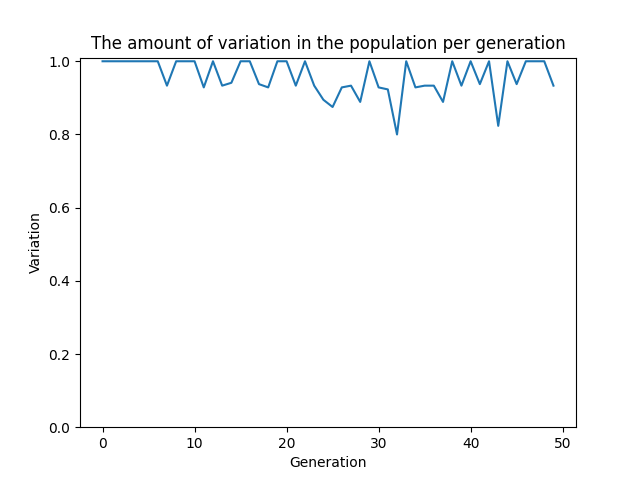 The amount of variation in the population per generation
1.0
0.8
0.6
0.4
0.2
0.0
Variation
0 10 20 30 40 50
Generation